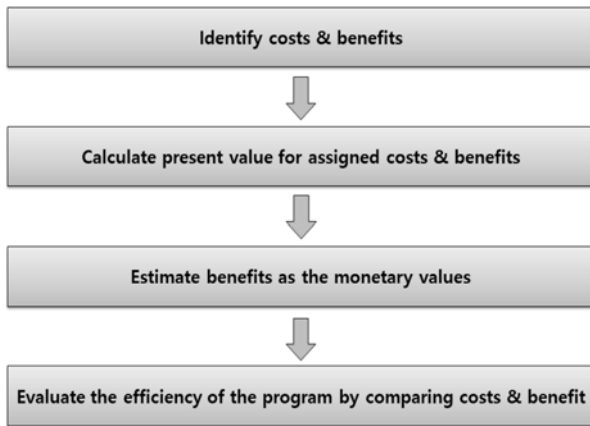 Identify costs & benefits
Calculate present value for assigned costs & benefits
Estimate benefits as the monetary values
Evaluate the efficiency of the program by comparing costs & benefit